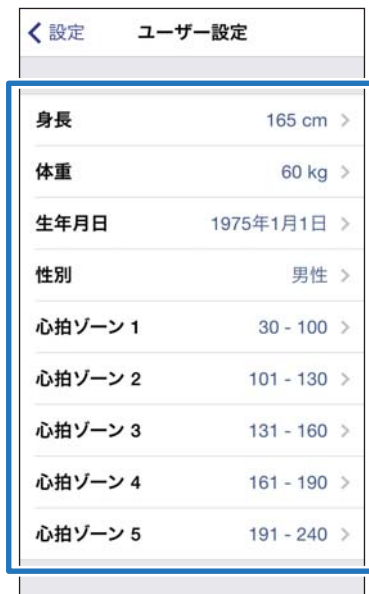 設定 ユーザー設定
身長 165 cm
体重 60 kg
生年月日 1975年1月1日
性別 男性
心拍ゾーン 1 30 - 100
心拍ゾーン 2 101 - 130
心拍ゾーン 3 131 - 160
心拍ゾーン 4 161 - 190
心拍ゾーン 5 191 - 240